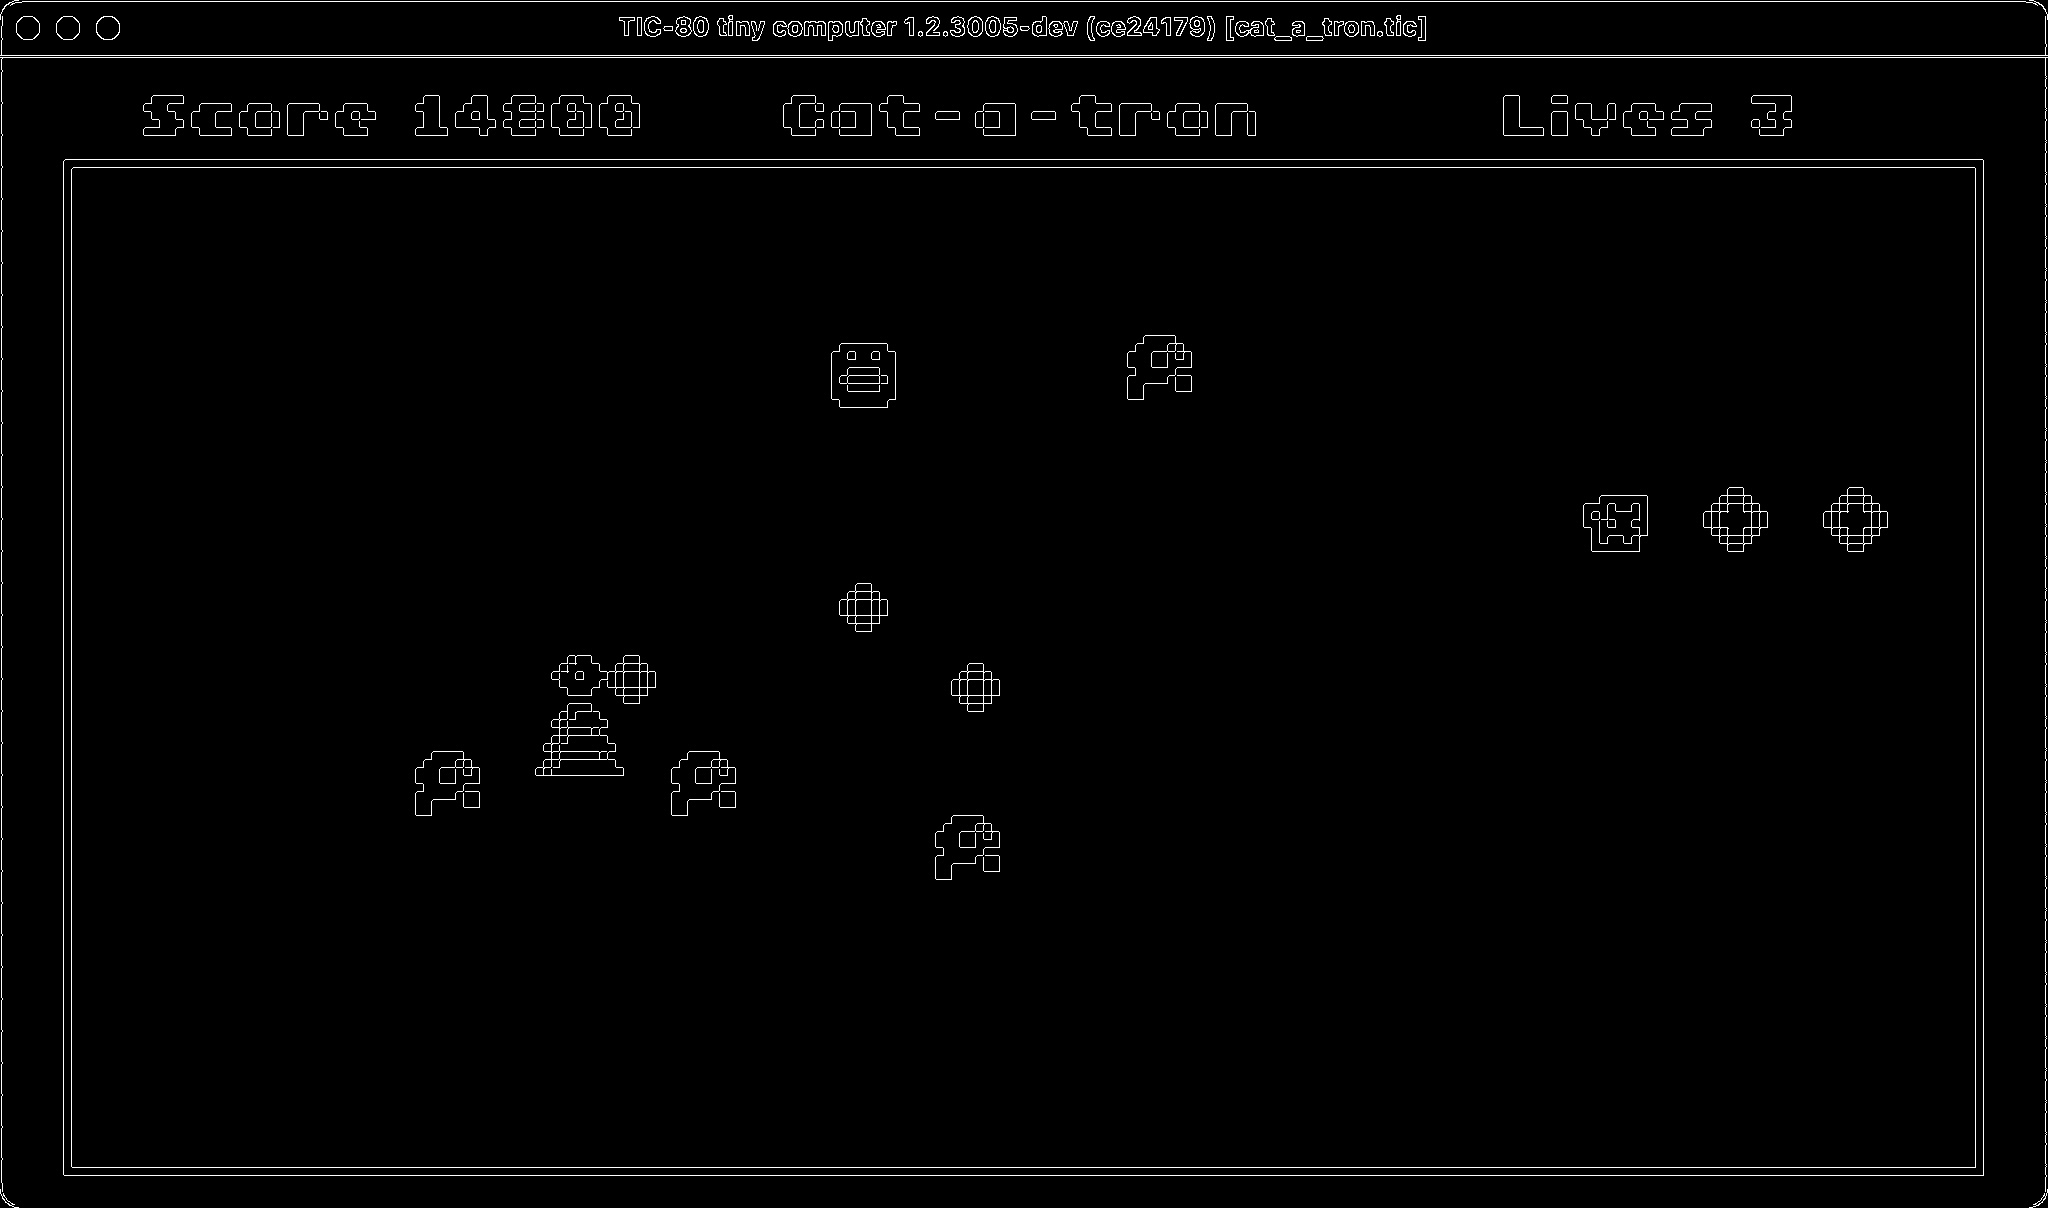 TIC-80 tiny computer 1.2.3005-dev (ce24179) [cat_a_tron.tic]
Score 14800 Cat-a-tron Lives 3